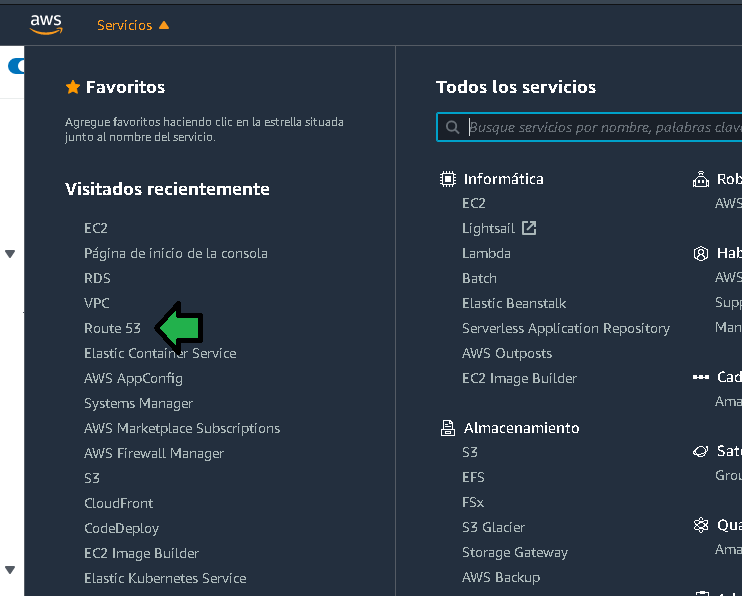 aws
Servicios
Favoritos
Agregue favoritos haciendo clic en la estrella situada
junto al nombre del servicio.
Visitados recientemente
EC2
Página de inicio de la consola
RDS
VPC
Route 53
Elastic Container Service
AWS AppConfig
Systems Manager
AWS Marketplace Subscriptions
AWS Firewall Manager
S3
CloudFront
CodeDeploy
EC2 Image Builder
Elastic Kubernetes Service
Todos los servicios
Busque servicios por nombre, palabras clave
Informática
EC2
Lightsail
Lambda
Batch
Elastic Beanstalk
Serverless Application Repository
AWS Outposts
EC2 Image Builder
Almacenamiento
S3
EFS
FSx
S3 Glacier
Storage Gateway
AWS Backup
Rob
AWS
Hab
AWS
Supp
Man
Cad
Ama
Sate
Grou
Qua
Ama